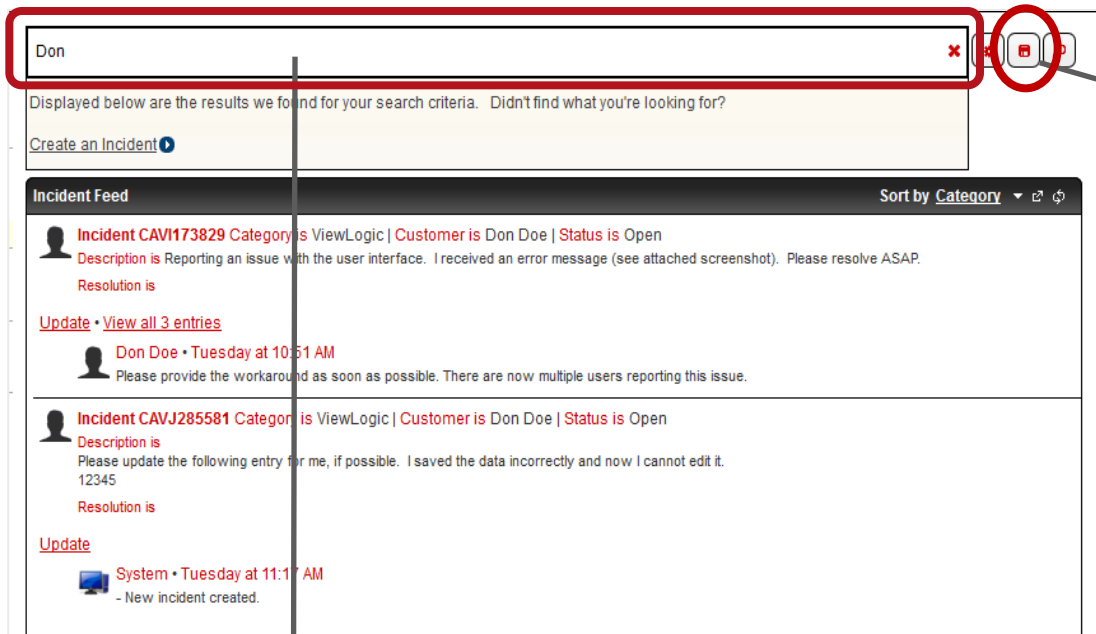 Don
Displayed below are the results we found for your search criteria. Didn't find what you're looking for?
Create an Incident
Incident Feed Sort by Category
Incident CAVI173829 Category is ViewLogic | Customer is Don Doe | Status is Open
Description is Reporting an issue with the user interface. I received an error message (see attached screenshot). Please resolve ASAP.
Resolution is
Update • View all 3 entries
Don Doe • Tuesday at 10:51 AM
Please provide the workaround as soon as possible. There are now multiple users reporting this issue.
Incident CAVJ285581 Category is ViewLogic | Customer is Don Doe | Status is Open
Description is
Please update the following entry for me, if possible. I saved the data incorrectly and now I cannot edit it.
12345
Resolution is
Update
System • Tuesday at 11:17 AM
- New incident created.